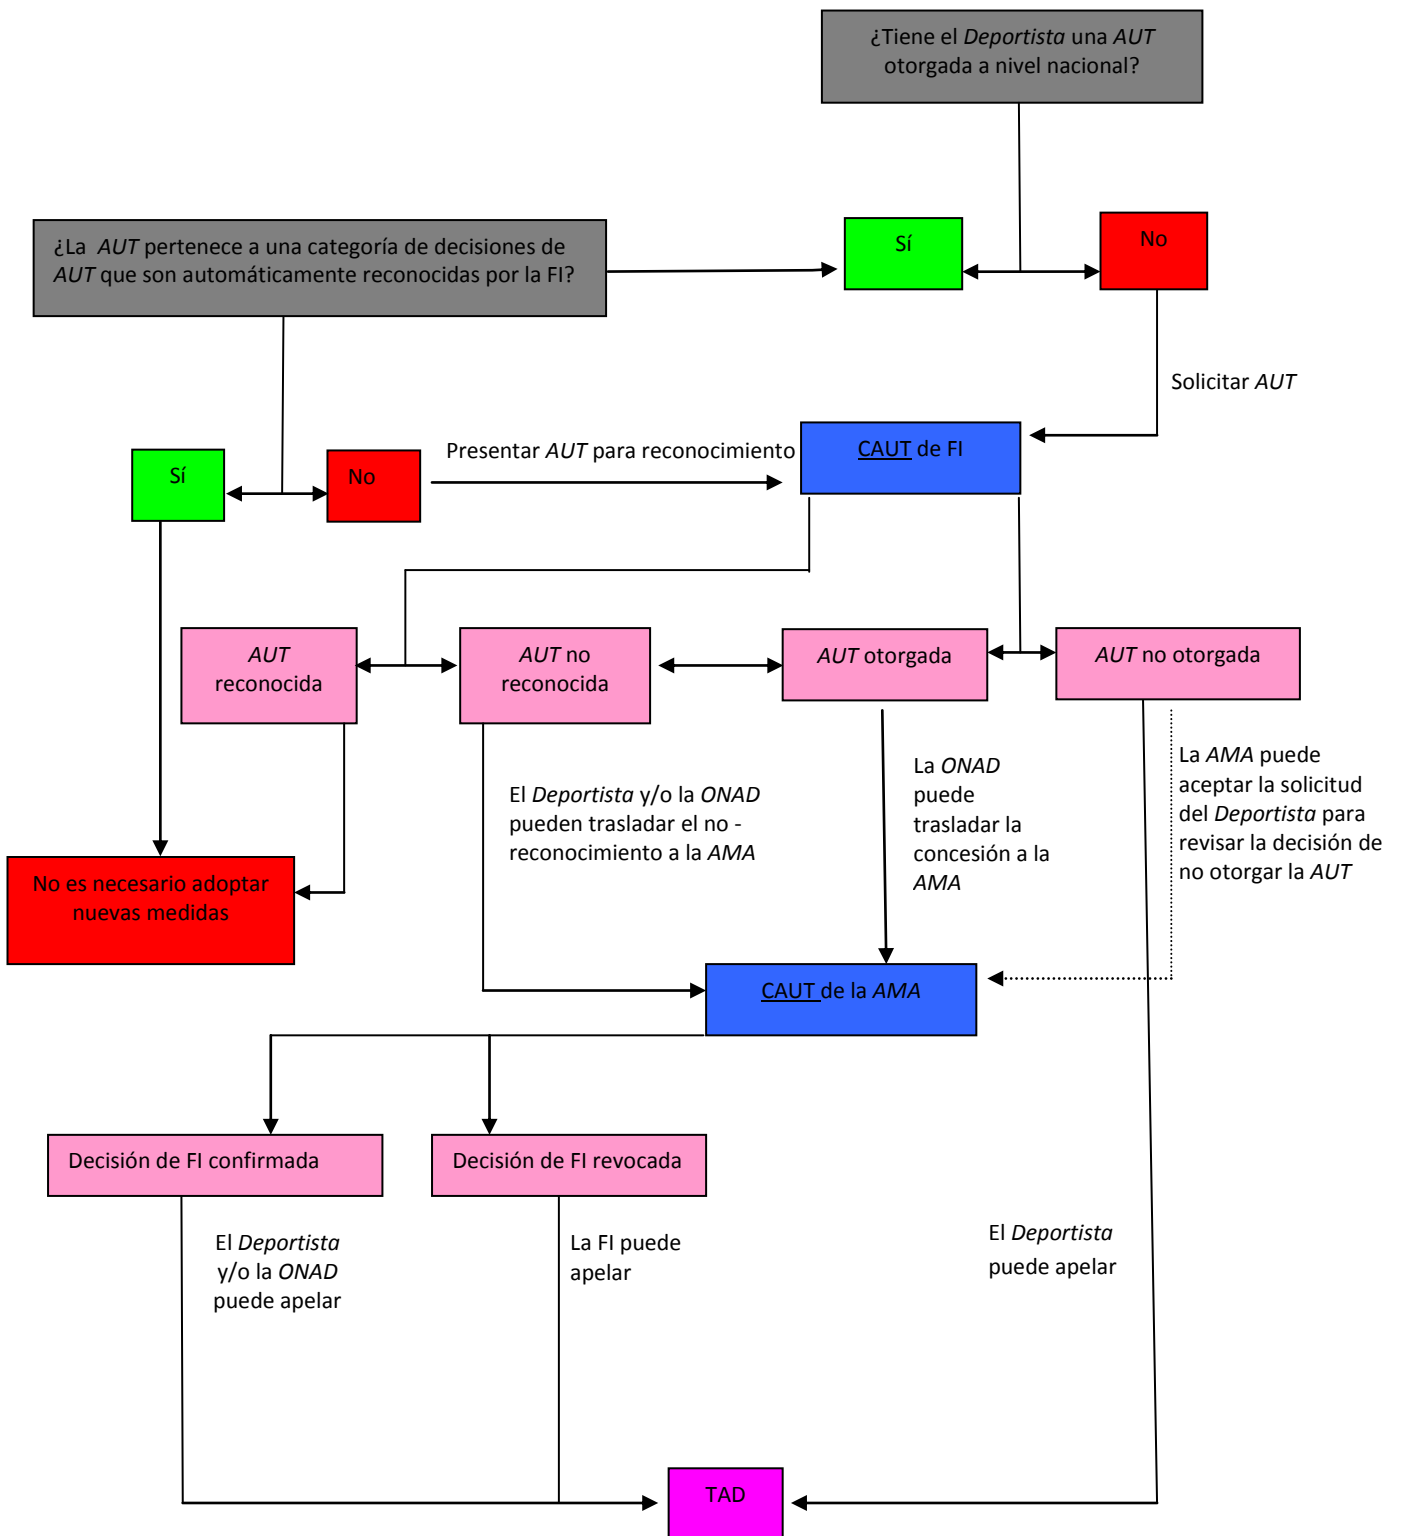 ¿Tiene el Deportista una AUT
otorgada a nivel nacional?
¿La AUT pertenece a una categoría de decisiones de
AUT que son automáticamente reconocidas por la FI?
Sí
No
Solicitar AUT
Sí
No
Presentar AUT para reconocimiento
CAUT de FI
AUT
reconocida
AUT no
reconocida
AUT otorgada
AUT no otorgada
El Deportista y/o la ONAD
pueden trasladar el no -
reconocimiento a la AMA
La ONAD
puede
trasladar la
concesión a la
AMA
La AMA puede
aceptar la solicitud
del Deportista para
revisar la decisión de
no otorgar la AUT
No es necesario adoptar
nuevas medidas
CAUT de la AMA
Decisión de FI confirmada
Decisión de FI revocada
El Deportista
y/o la ONAD
puede apelar
La FI puede
apelar
El Deportista
puede apelar
TAD